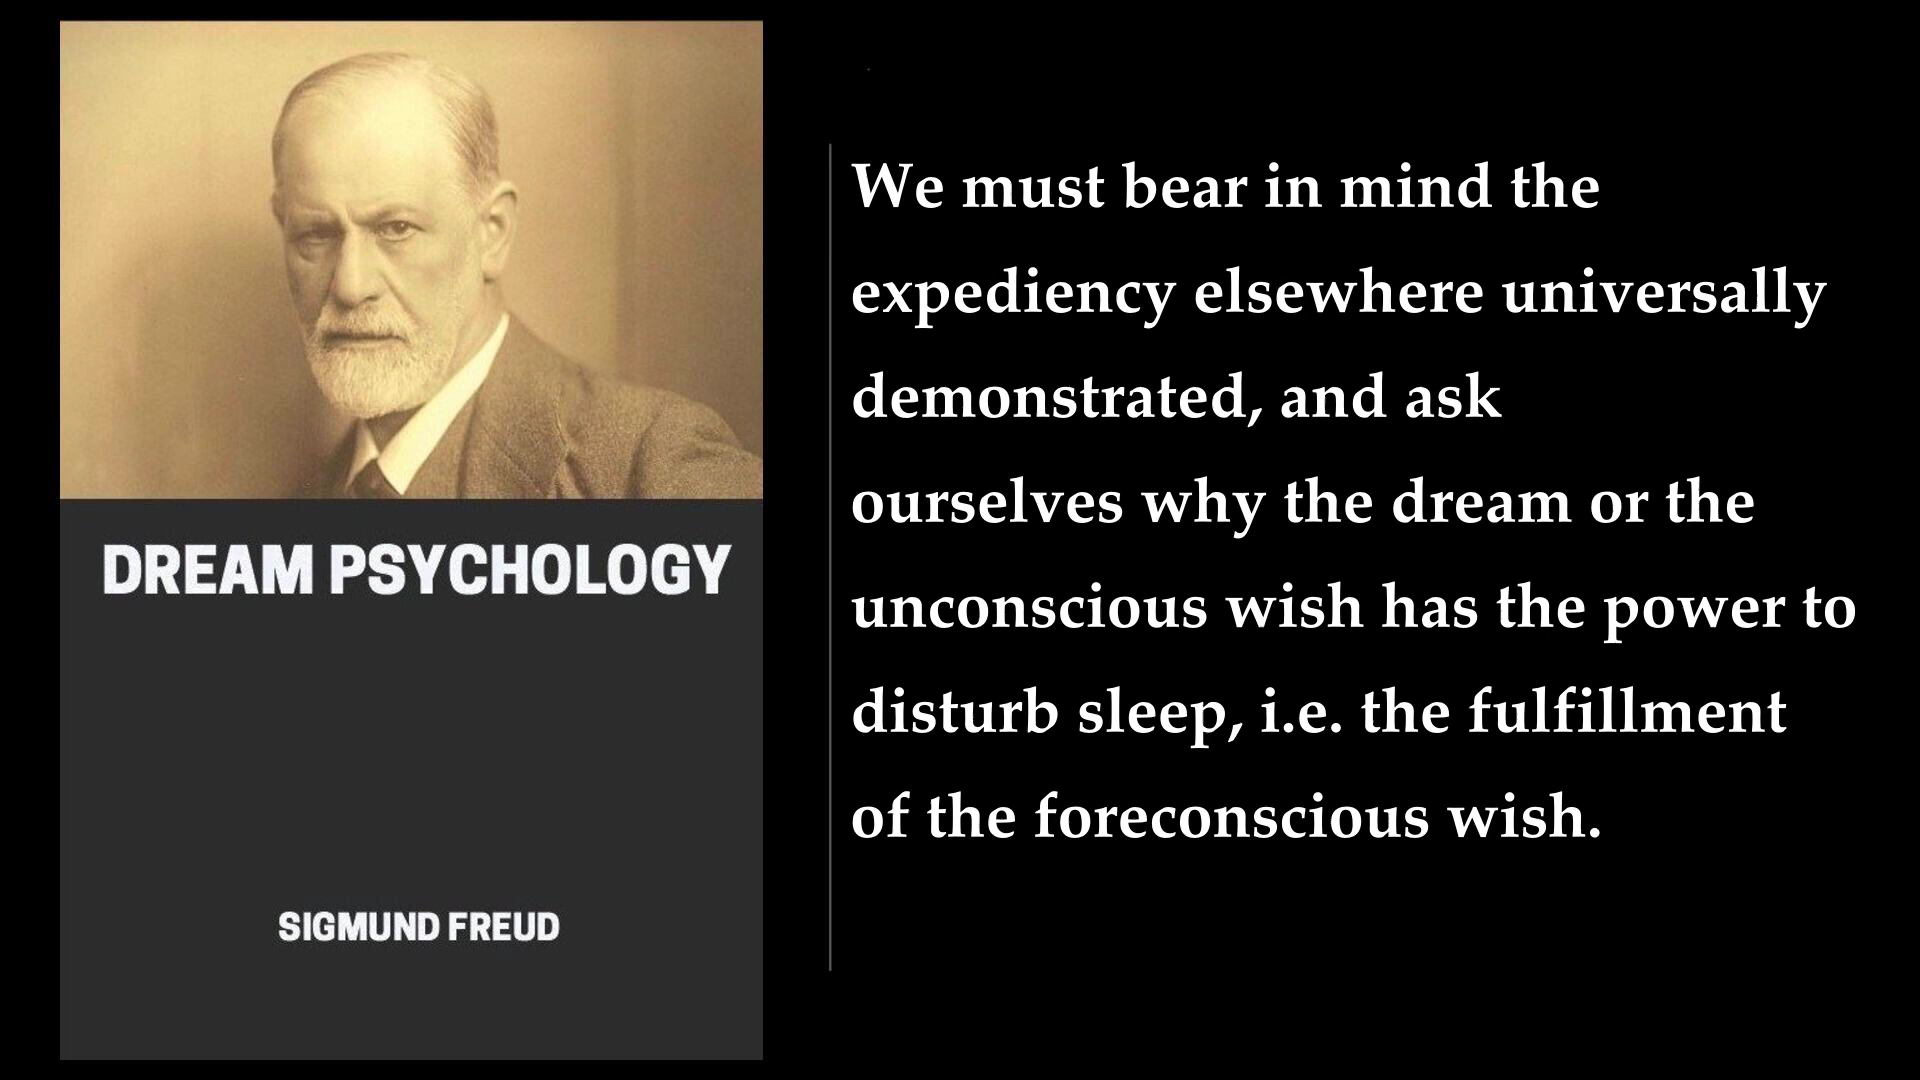 DREAM PSYCHOLOGY
SIGMUND FREUD
We must bear in mind the
expediency elsewhere universally
demonstrated, and ask
ourselves why the dream or the
unconscious wish has the power to
disturb sleep, i.e. the fulfillment
of the foreconscious wish.